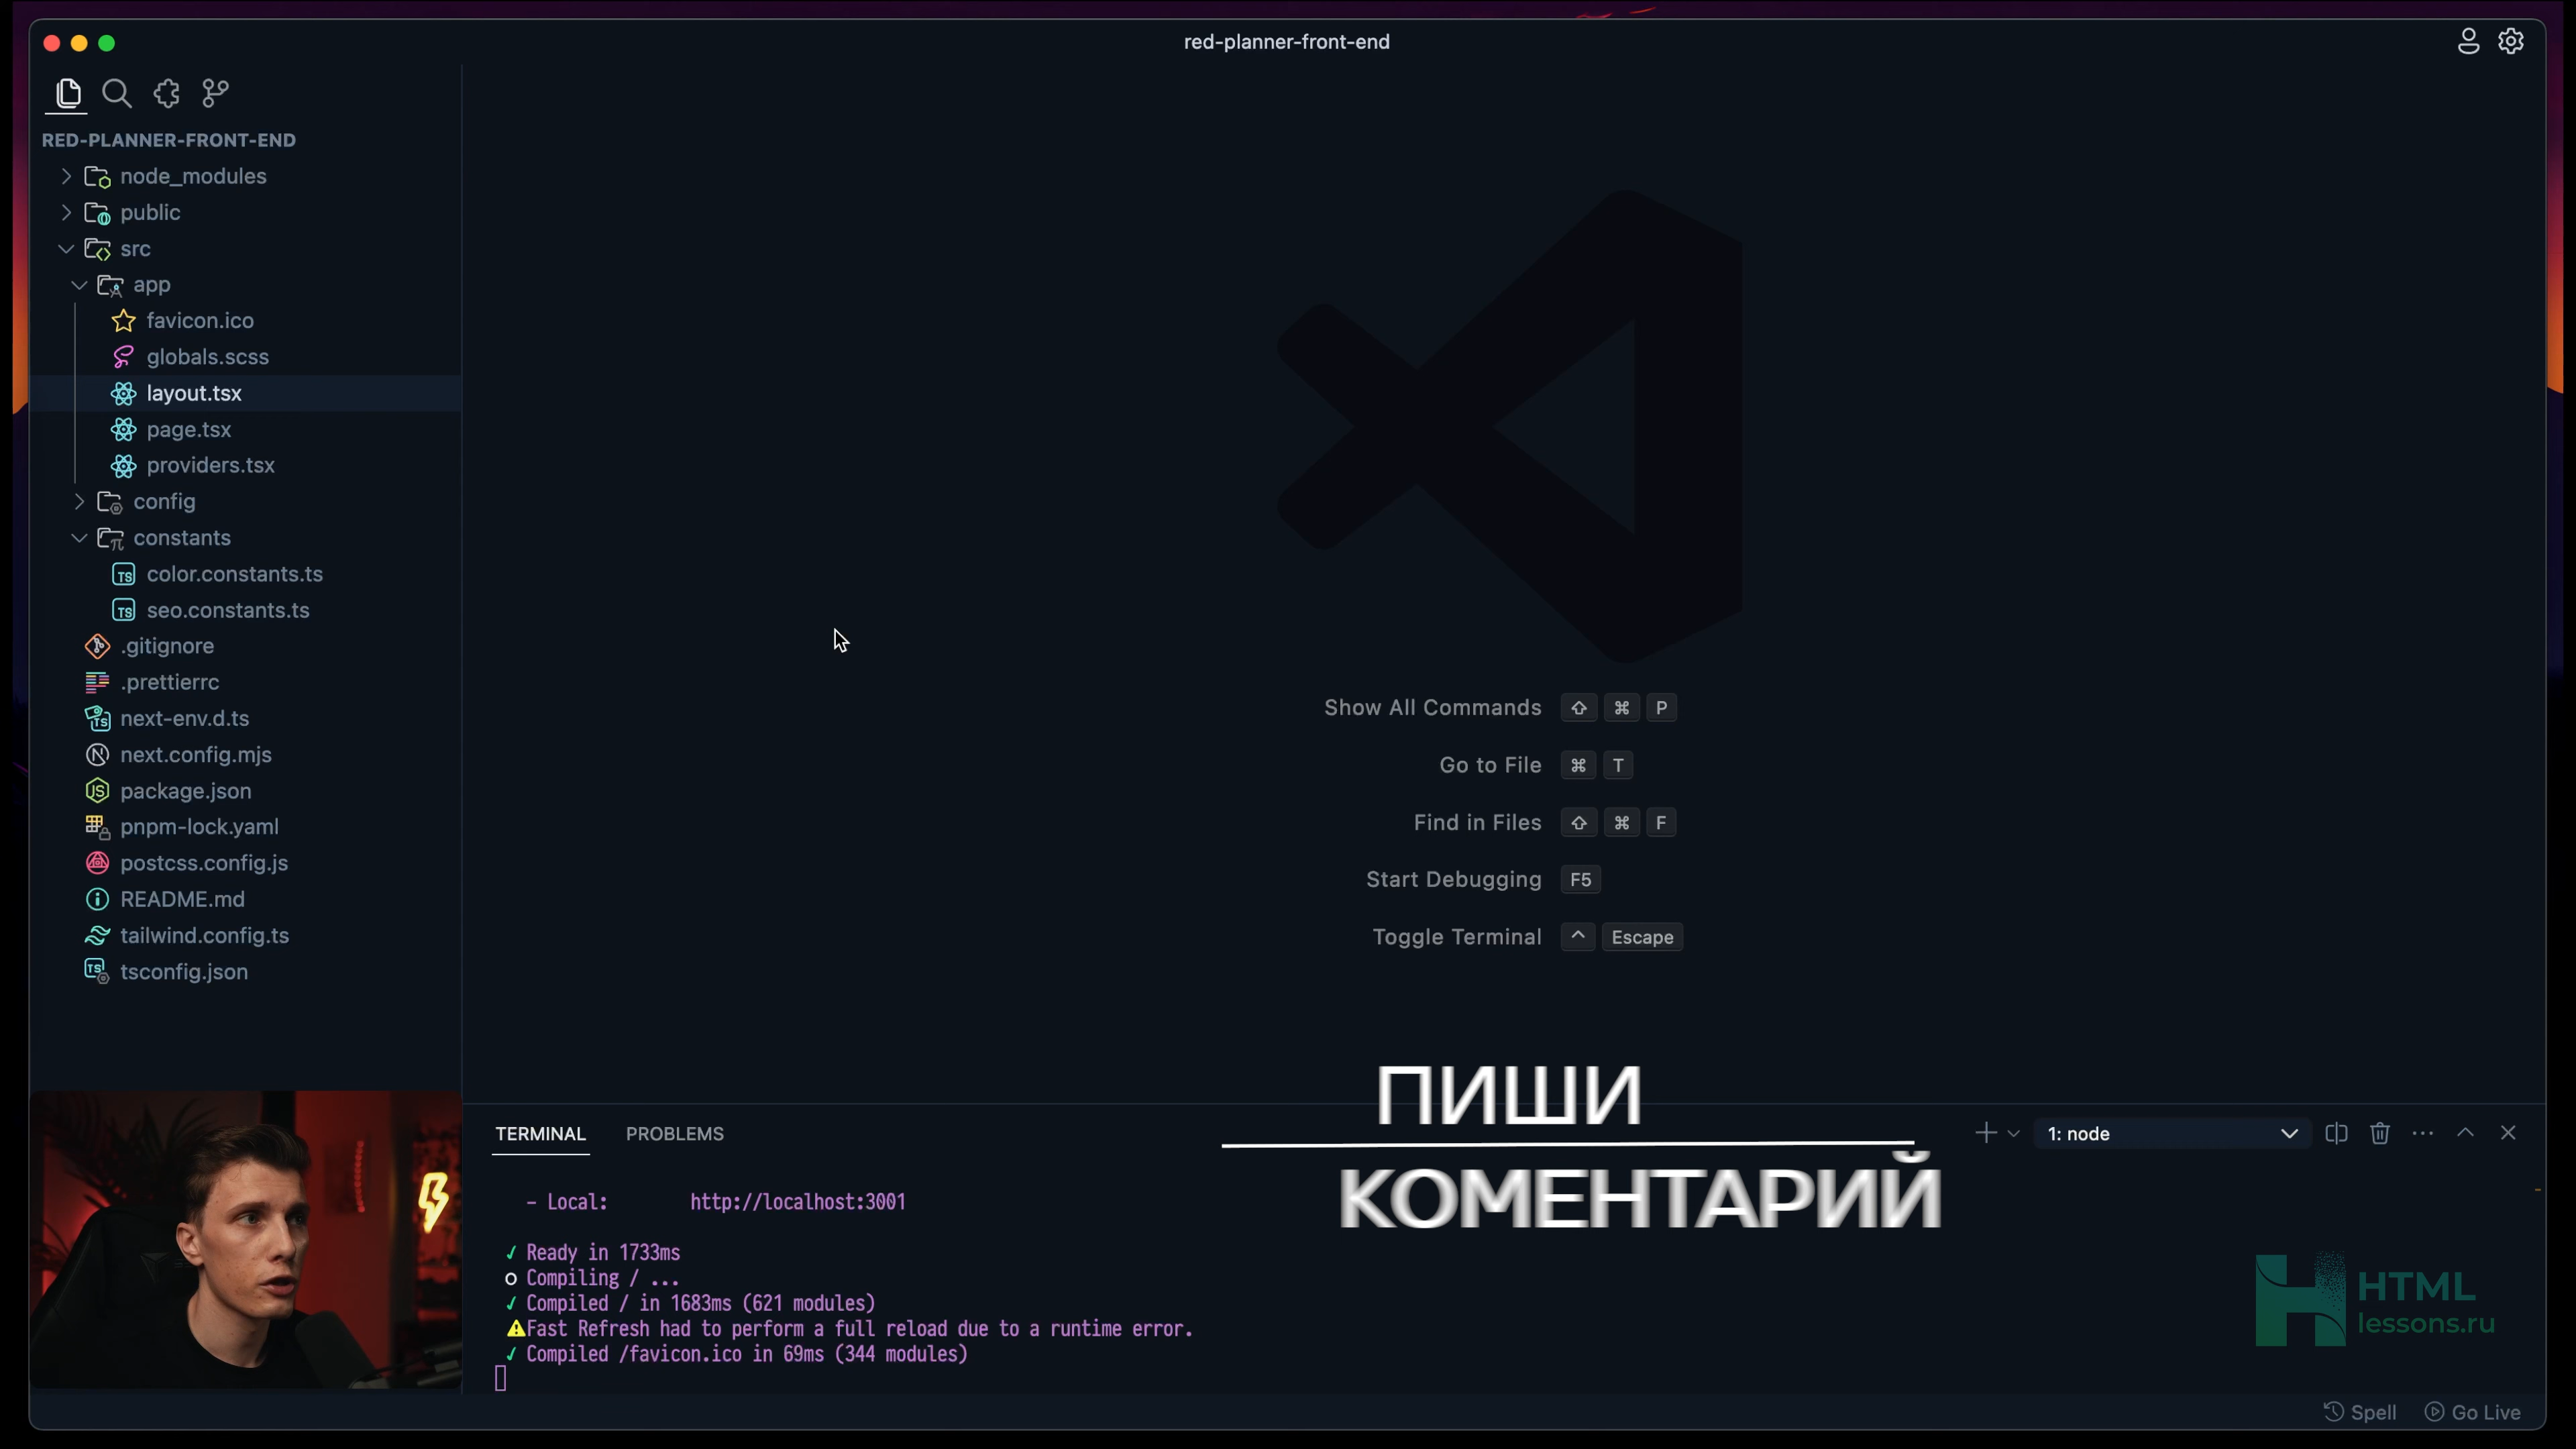 red-planner-front-end
RED-PLANNER-FRONT-END
node_modules
public
src
app
favicon.ico
globals.scss
layout.tsx
page.tsx
providers.tsx
config
constants
color.constants.ts
seo.constants.ts
.gitignore
.prettierrc
next-env.d.ts
next.config.mjs
package.json
pnpm-lock.yaml
postcss.config.js
README.md
tailwind.config.ts
tsconfig.json
Show All Commands ⇧ ⌘ P
Go to File ⌘ T
Find in Files ⇧ ⌘ F
Start Debugging F5
Toggle Terminal ^ Escape
ПИШИ
КОМЕНТАРИЙ
TERMINAL PROBLEMS
1: node
- Local: http://localhost:3001
✓ Ready in 1733ms
○ Compiling / ...
✓ Compiled / in 1683ms (621 modules)
⚠Fast Refresh had to perform a full reload due to a runtime error.
✓ Compiled /favicon.ico in 69ms (344 modules)
HTML
lessons.ru
Spell Go Live